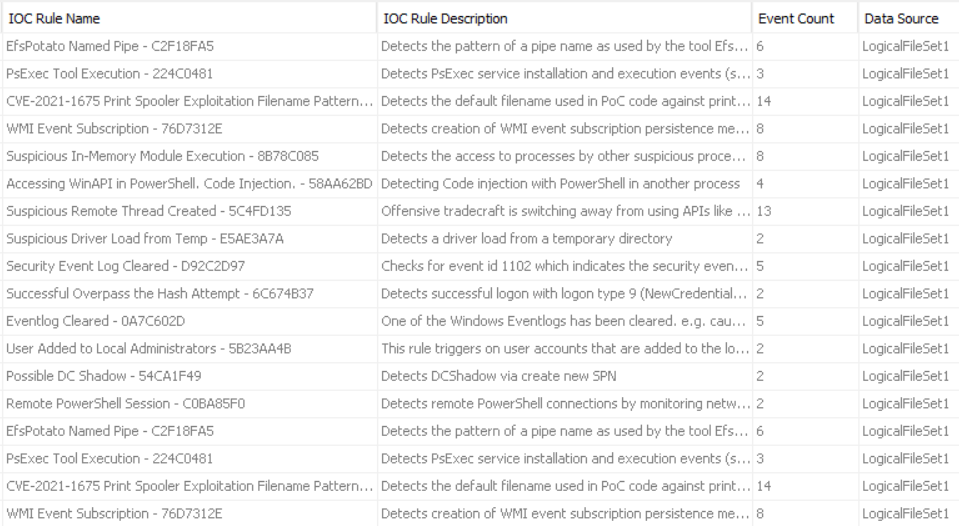 IOC Rule Name IOC Rule Description Event Count Data Source
EfsPotato Named Pipe - C2F18FA5 Detects the pattern of a pipe name as used by the tool Efs... 6 LogicalFileSet1
PsExec Tool Execution - 224C0481 Detects PsExec service installation and execution events (s... 3 LogicalFileSet1
CVE-2021-1675 Print Spooler Exploitation Filename Pattern... Detects the default filename used in PoC code against print... 14 LogicalFileSet1
WMI Event Subscription - 76D7312E Detects creation of WMI event subscription persistence me... 8 LogicalFileSet1
Suspicious In-Memory Module Execution - 8B78C085 Detects the access to processes by other suspicious proce... 8 LogicalFileSet1
Accessing WinAPI in PowerShell. Code Injection. - 58AA62BD Detecting Code injection with PowerShell in another process 4 LogicalFileSet1
Suspicious Remote Thread Created - 5C4FD135 Offensive tradecraft is switching away from using APIs like ... 13 LogicalFileSet1
Suspicious Driver Load from Temp - E5AE3A7A Detects a driver load from a temporary directory 2 LogicalFileSet1
Security Event Log Cleared - D92C2D97 Checks for event id 1102 which indicates the security even... 5 LogicalFileSet1
Successful Overpass the Hash Attempt - 6C674B37 Detects successful logon with logon type 9 (NewCredential... 2 LogicalFileSet1
Eventlog Cleared - 0A7C602D One of the Windows Eventlogs has been cleared. e.g. cau... 5 LogicalFileSet1
User Added to Local Administrators - 5B23AA4B This rule triggers on user accounts that are added to the lo... 2 LogicalFileSet1
Possible DC Shadow - 54CA1F49 Detects DCShadow via create new SPN 2 LogicalFileSet1
Remote PowerShell Session - C0BA85F0 Detects remote PowerShell connections by monitoring netw... 2 LogicalFileSet1
EfsPotato Named Pipe - C2F18FA5 Detects the pattern of a pipe name as used by the tool Efs... 6 LogicalFileSet1
PsExec Tool Execution - 224C0481 Detects PsExec service installation and execution events (s... 3 LogicalFileSet1
CVE-2021-1675 Print Spooler Exploitation Filename Pattern... Detects the default filename used in PoC code against print... 14 LogicalFileSet1
WMI Event Subscription - 76D7312E Detects creation of WMI event subscription persistence me... 8 LogicalFileSet1